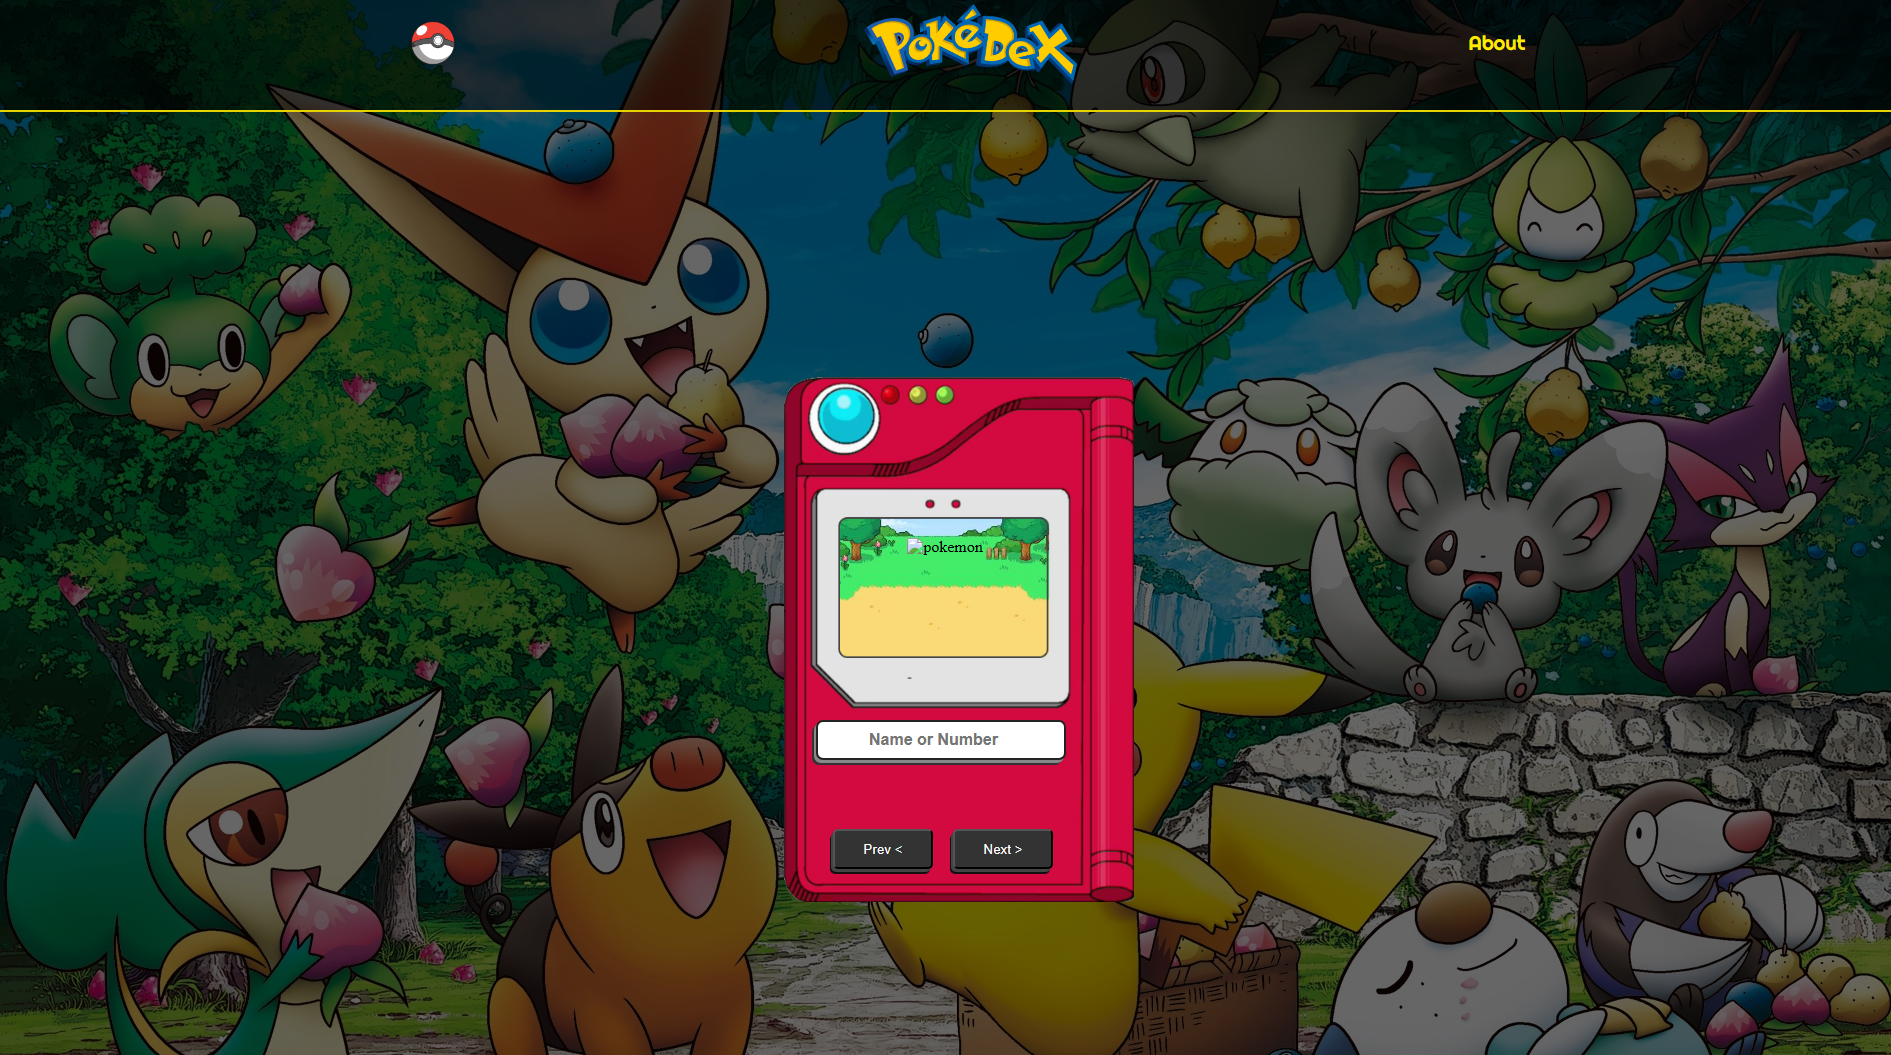 PokéDex
About
pokemon
-
Name or Number
Prev <
Next >